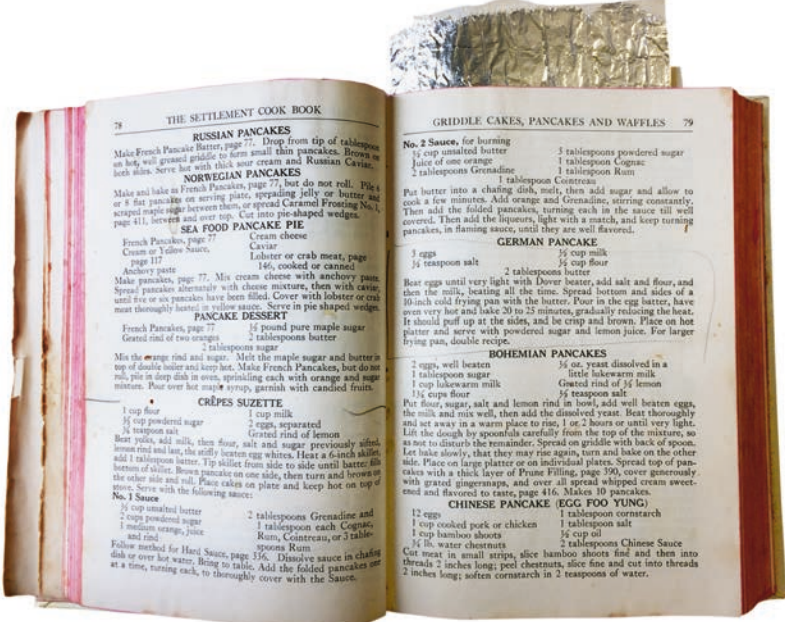 78 THE SETTLEMENT COOK BOOK
RUSSIAN PANCAKES
Make French Pancake Batter, page 77. Drop from tip of tablespoon
on hot, well greased griddle to form small thin pancakes. Brown on
both sides. Serve hot with thick sour cream and Russian Caviar.
NORWEGIAN PANCAKES
Make and bake as French Pancakes, page 77, but do not roll. Pile 6
or 8 flat pancakes on serving plate, spreading jelly or butter and
scraped maple sugar between them, or spread Caramel Frosting No. 1,
page 411, between and over top. Cut into pie-shaped wedges.
SEA FOOD PANCAKE PIE
French Pancakes, page 77 Cream cheese
Cream or Yellow Sauce, Caviar
page 117 Lobster or crab meat, page
Anchovy paste 146, cooked or canned
Make pancakes, page 77. Mix cream cheese with anchovy paste.
Spread pancakes alternately with cheese mixture, then with caviar,
until five or six pancakes have been filled. Cover with lobster or crab
meat thoroughly heated in yellow sauce. Serve in pie shaped wedges.
PANCAKE DESSERT
French Pancakes, page 77 ½ pound pure maple sugar
Grated rind of two oranges 2 tablespoons butter
2 tablespoons sugar
Mix the orange rind and sugar. Melt the maple sugar and butter in
top of double boiler and keep hot. Make French Pancakes, but do not
roll, pile in deep dish in oven, sprinkling each with orange and sugar
mixture. Pour over hot maple syrup, garnish with candied fruits.
CRÊPES SUZETTE
1 cup flour 1 cup milk
cup powdered sugar 2 eggs, separated
teaspoon salt Grated rind of lemon
Beat yolks, add milk, then flour, salt and sugar previously sifted,
lemon rind and last, the stiffly beaten egg whites. Heat a 6-inch skillet,
add 1 tablespoon butter. Tip skillet from side to side until batter fills
bottom of skillet. Brown pancake on one side, then turn and brown on
the other side and roll. Place cakes on plate and keep hot on top of
stove. Serve with the following sauce:
No. 1 Sauce
½ cup unsalted butter 2 tablespoons Grenadine and
2 cups powdered sugar 1 tablespoon each Cognac,
1 medium orange, juice Rum, Cointreau, or 3 table-
and rind spoons Rum
Follow method for Hard Sauce, page 336. Dissolve sauce in chafing
dish or over hot water. Bring to table. Add the folded pancakes one
at a time, turning each, to thoroughly cover with the Sauce.
GRIDDLE CAKES, PANCAKES AND WAFFLES 79
No. 2 Sauce, for burning
cup unsalted butter 3 tablespoons powdered sugar
Juice of one orange 1 tablespoon Cognac
2 tablespoons Grenadine 1 tablespoon Rum
1 tablespoon Cointreau
Put butter into a chafing dish, melt, then add sugar and allow to
cook a few minutes. Add orange and Grenadine, stirring constantly.
Then add the folded pancakes, turning each in the sauce till well
covered. Then add the liqueurs, light with a match, and keep turning
pancakes, in flaming sauce, until they are well flavored.
GERMAN PANCAKE
3 eggs ½ cup milk
½ teaspoon salt ½ cup flour
2 tablespoons butter
Beat eggs until very light with Dover beater, add salt and flour, and
then the milk, beating all the time. Spread bottom and sides of a
10-inch cold frying pan with the butter. Pour in the egg batter, have
oven very hot and bake 20 to 25 minutes, gradually reducing the heat.
It should puff up at the sides, and be crisp and brown. Place on hot
platter and serve with powdered sugar and lemon juice. For larger
frying pan, double recipe.
BOHEMIAN PANCAKES
2 eggs, well beaten ½ oz. yeast dissolved in a
1 tablespoon sugar little lukewarm milk
1 cup lukewarm milk Grated rind of ½ lemon
cups flour ½ teaspoon salt
Put flour, sugar, salt and lemon rind in bowl, add well beaten eggs,
the milk and mix well, then add the dissolved yeast. Beat thoroughly
and set away in a warm place to rise, 1 or 2 hours or until very light.
Lift the dough by spoonfuls carefully from the top of the mixture, so
as not to disturb the remainder. Spread on griddle with back of spoon.
Let bake slowly, that they may rise again, turn and bake on the other
side. Place on large platter or on individual plates. Spread top of pan-
cakes with a thick layer of Prune Filling, page 390, cover generously
with grated gingersnaps, and over all spread whipped cream sweet-
ened and flavored to taste, page 416. Makes 10 pancakes.
CHINESE PANCAKE (EGG FOO YUNG)
12 eggs 1 tablespoon cornstarch
1 cup cooked pork or chicken 1 tablespoon salt
1 cup bamboo shoots ½ cup oil
lb. water chestnuts 2 tablespoons Chinese Sauce
Cut meat in small strips, slice bamboo shoots fine and then into
threads 2 inches long; peel chestnuts, slice fine and cut into threads
2 inches long; soften cornstarch in 2 teaspoons of water.